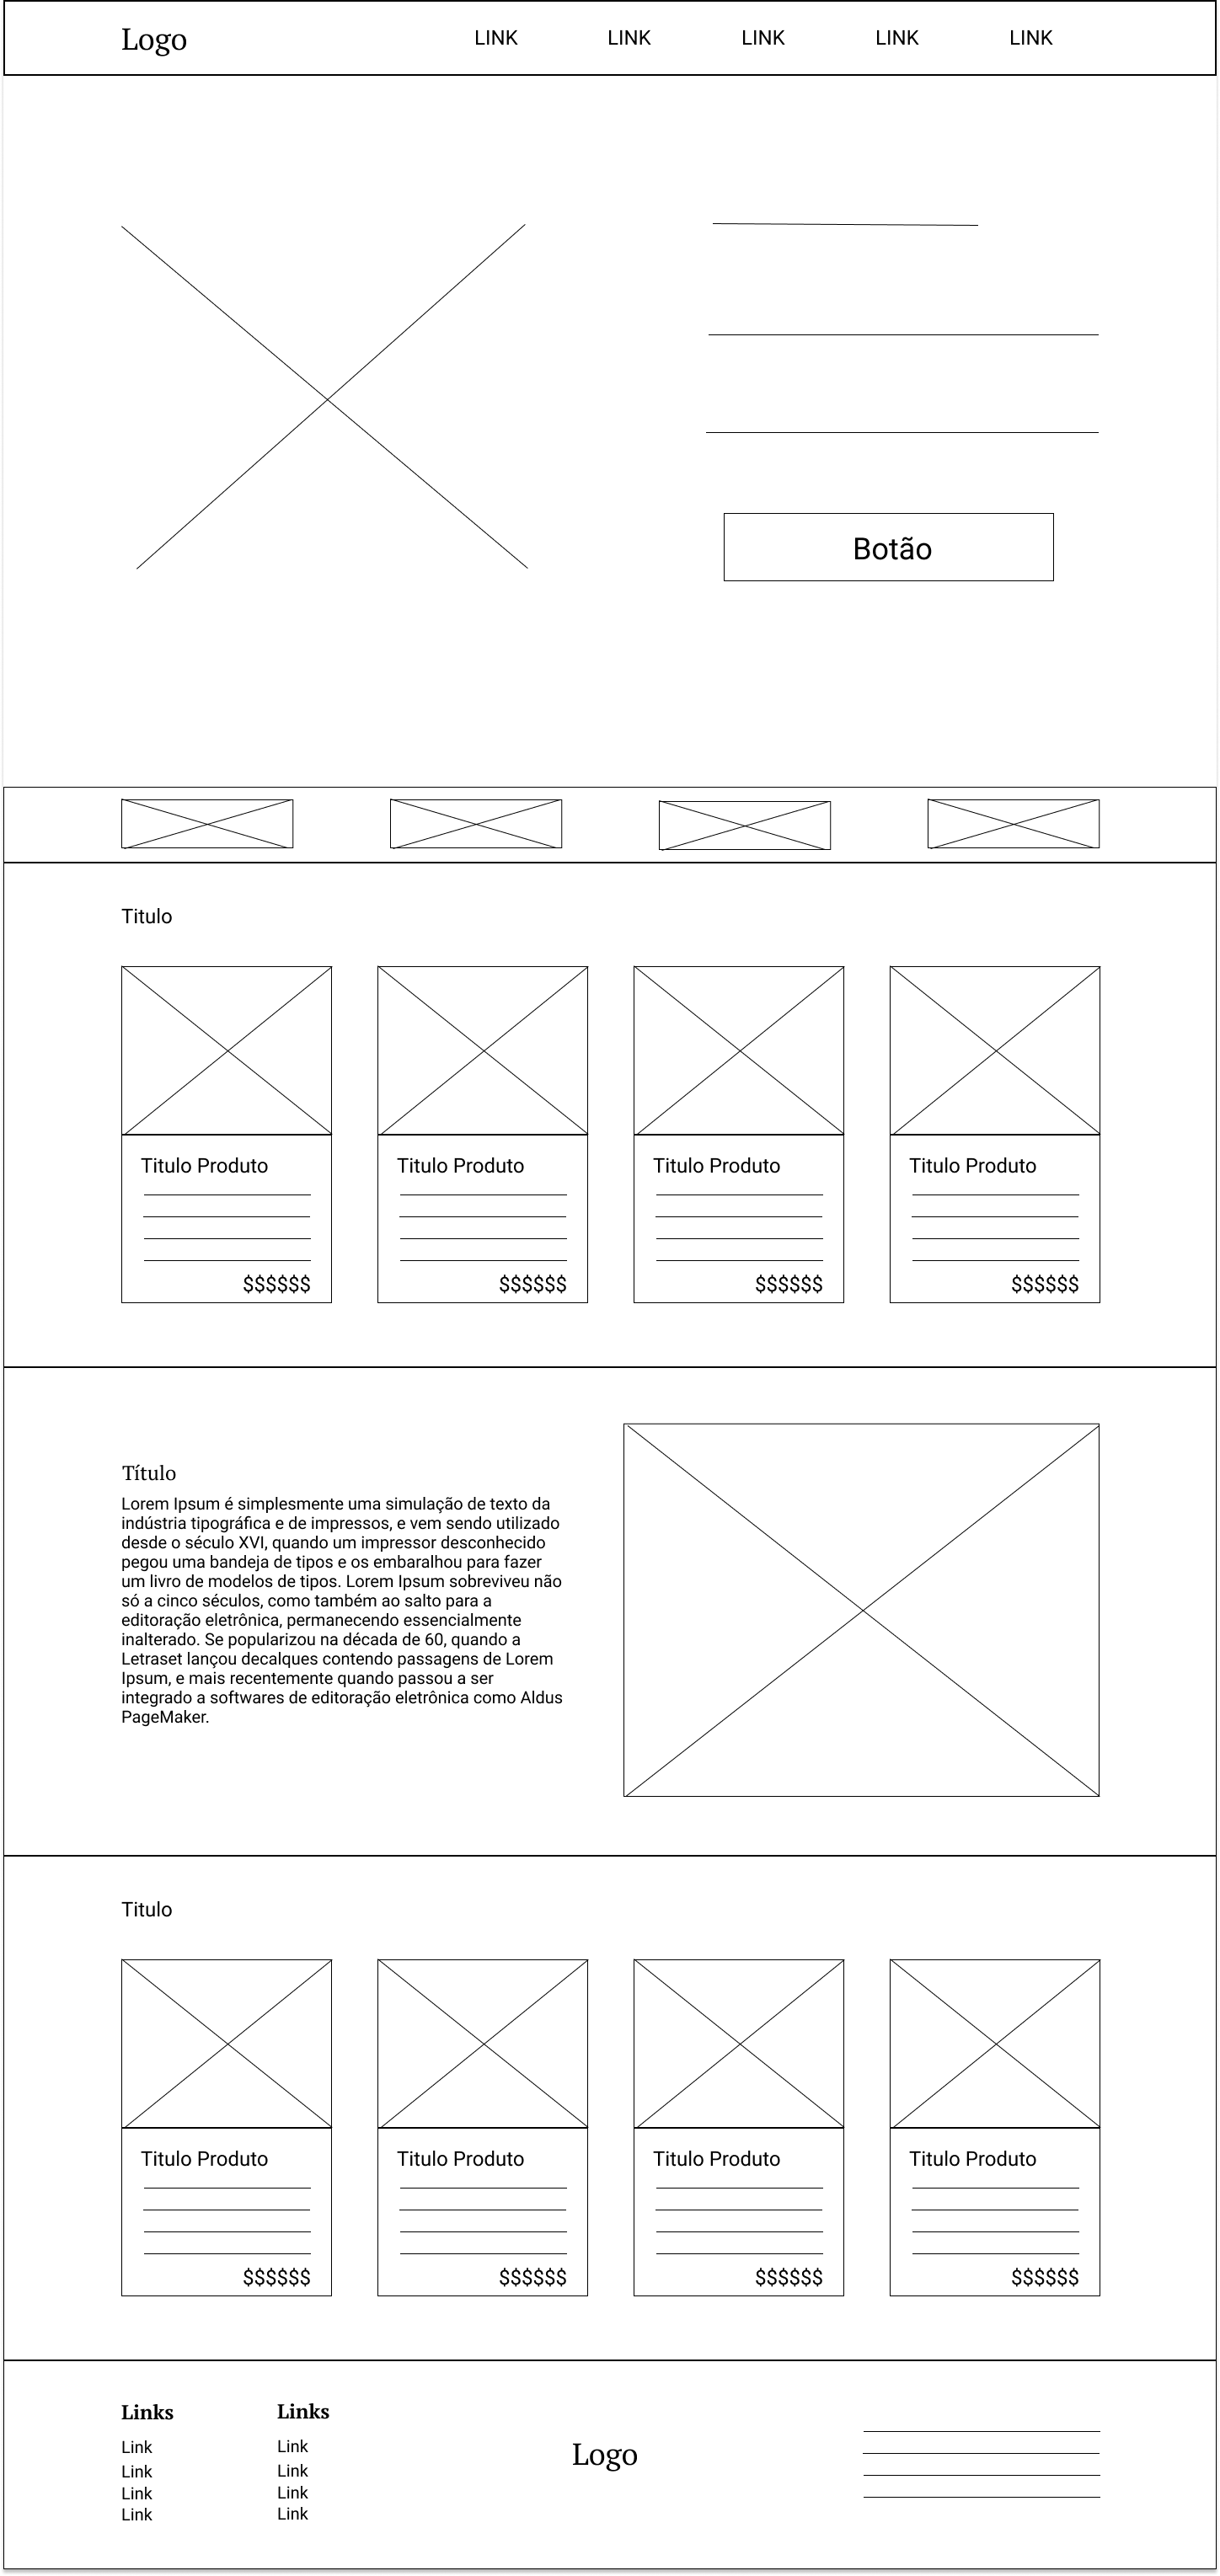 Logo
LINK
LINK
LINK
LINK
LINK
Botão
Titulo
Titulo Produto
$$$$$$
Titulo Produto
$$$$$$
Titulo Produto
$$$$$$
Titulo Produto
$$$$$$
Título
Lorem Ipsum é simplesmente uma simulação de texto da
indústria tipográfica e de impressos, e vem sendo utilizado
desde o século XVI, quando um impressor desconhecido
pegou uma bandeja de tipos e os embaralhou para fazer
um livro de modelos de tipos. Lorem Ipsum sobreviveu não
só a cinco séculos, como também ao salto para a
editoração eletrônica, permanecendo essencialmente
inalterado. Se popularizou na década de 60, quando a
Letraset lançou decalques contendo passagens de Lorem
Ipsum, e mais recentemente quando passou a ser
integrado a softwares de editoração eletrônica como Aldus
PageMaker.
Titulo
Titulo Produto
$$$$$$
Titulo Produto
$$$$$$
Titulo Produto
$$$$$$
Titulo Produto
$$$$$$
Links
Link
Link
Link
Link
Links
Link
Link
Link
Link
Logo